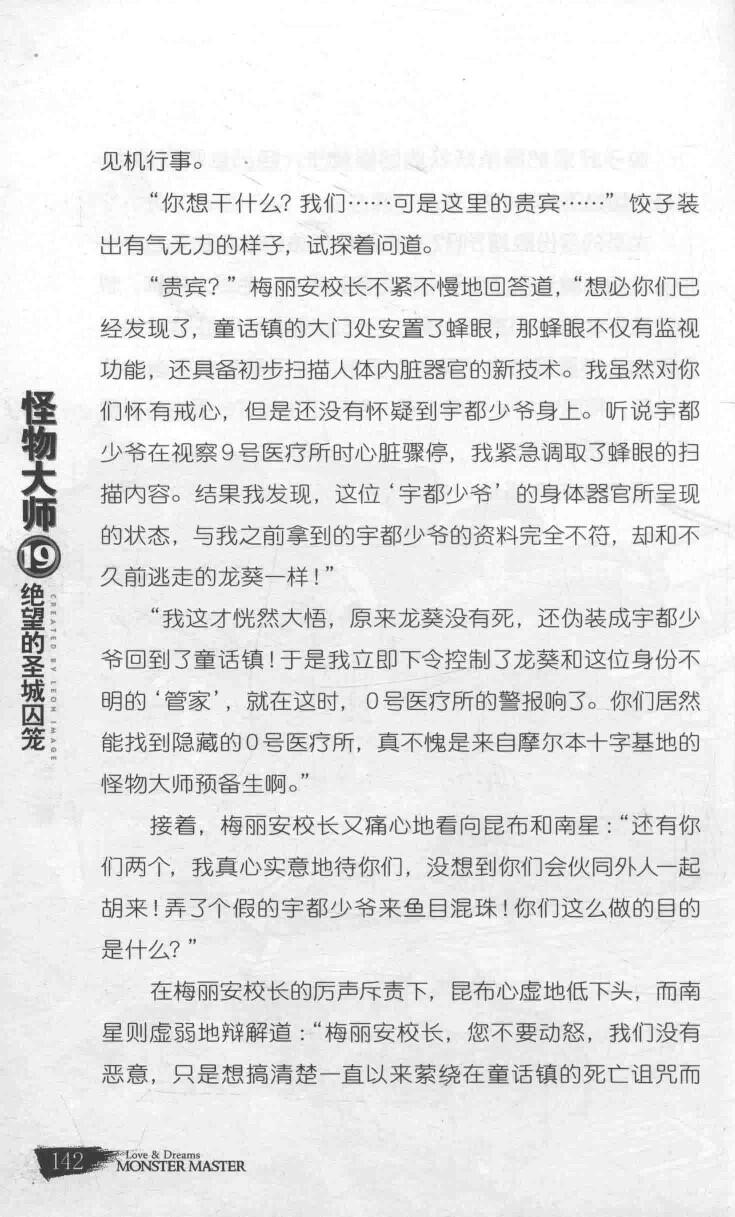 见机行事。
“你想干什么？我们……可是这里的贵宾……”饺子装
出有气无力的样子，试探着问道。
“贵宾？”梅丽安校长不紧不慢地回答道，“想必你们已
经发现了，童话镇的大门处安置了蜂眼，那蜂眼不仅有监视
功能，还具备初步扫描人体内脏器官的新技术。我虽然对你
们怀有戒心，但是还没有怀疑到宇都少爷身上。听说宇都
少爷在视察9号医疗所时心脏骤停，我紧急调取了蜂眼的扫
描内容。结果我发现，这位‘宇都少爷’的身体器官所呈现
的状态，与我之前拿到的宇都少爷的资料完全不符，却和不
久前逃走的龙葵一样！”
“我这才恍然大悟，原来龙葵没有死，还伪装成宇都少
爷回到了童话镇！于是我立即下令控制了龙葵和这位身份不
明的‘管家’，就在这时，0号医疗所的警报响了。你们居然
能找到隐藏的0号医疗所，真不愧是来自摩尔本十字基地的
怪物大师预备生啊。”
接着，梅丽安校长又痛心地看向昆布和南星：“还有你
们两个，我真心实意地待你们，没想到你们会伙同外人一起
胡来！弄了个假的宇都少爷来鱼目混珠！你们这么做的目的
是什么？”
在梅丽安校长的厉声斥责下，昆布心虚地低下头，而南
星则虚弱地辩解道：“梅丽安校长，您不要动怒，我们没有
恶意，只是想搞清楚一直以来萦绕在童话镇的死亡诅咒而
怪物大师
19
绝望的圣城囚笼
CREATED BY LEON IMAGE
142
Love & Dreams
MONSTER MASTER